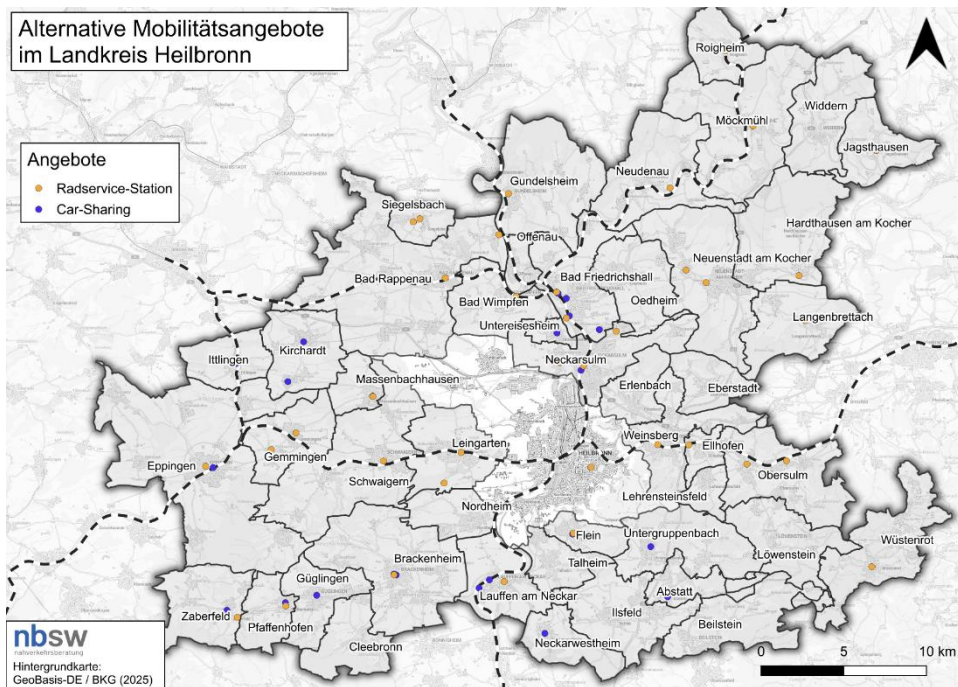 Alternative Mobilitätsangebote
im Landkreis Heilbronn
Angebote
Radservice-Station
Car-Sharing
Roigheim
Möckmühl
Widdern
Jagsthausen
Gundelsheim
Neudenau
Siegelsbach
Hardthausen am Kocher
Offenau
Neuenstadt am Kocher
Bad Rappenau
Bad Friedrichshall
Bad Wimpfen
Oedheim
Langenbrettach
Untereisesheim
Ittlingen
Kirchardt
Neckarsulm
Massenbachhausen
Erlenbach
Eberstadt
Leingarten
Weinsberg
Ellhofen
Gemmingen
HEILBRONN
Eppingen
Obersulm
Schwaigern
Lehrensteinsfeld
Nordheim
Flein
Untergruppenbach
Wüstenrot
Talheim
Löwenstein
Brackenheim
Güglingen
Abstatt
Lauffen am Neckar
Zaberfeld
Ilsfeld
Pfaffenhofen
Beilstein
Cleebronn
Neckarwestheim
nbsw
nahverkehrsberatung
Hintergrundkarte:
GeoBasis-DE / BKG (2025)
0 5 10 km